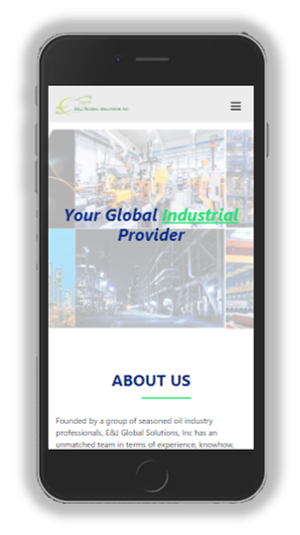 E&J GLOBAL SOLUTIONS INC
Your Global Industrial
Provider
ABOUT US
Founded by a group of seasoned oil industry
professionals, E&J Global Solutions, Inc has an
unmatched team in terms of experience, knowhow,